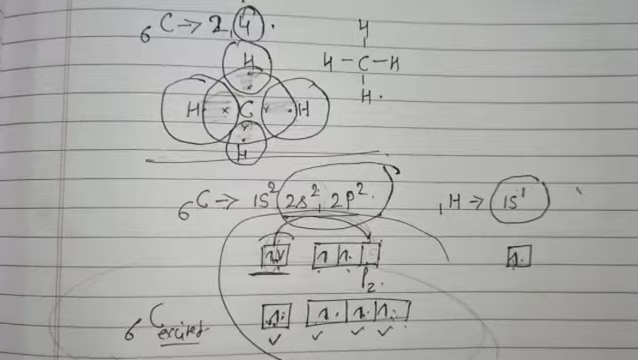 ₆C → 2, 4.
H
H C H
H
H
H – C – H
H.
₆C → 1s² 2s², 2p².
₁H → 1s¹
P₂
₆C excited